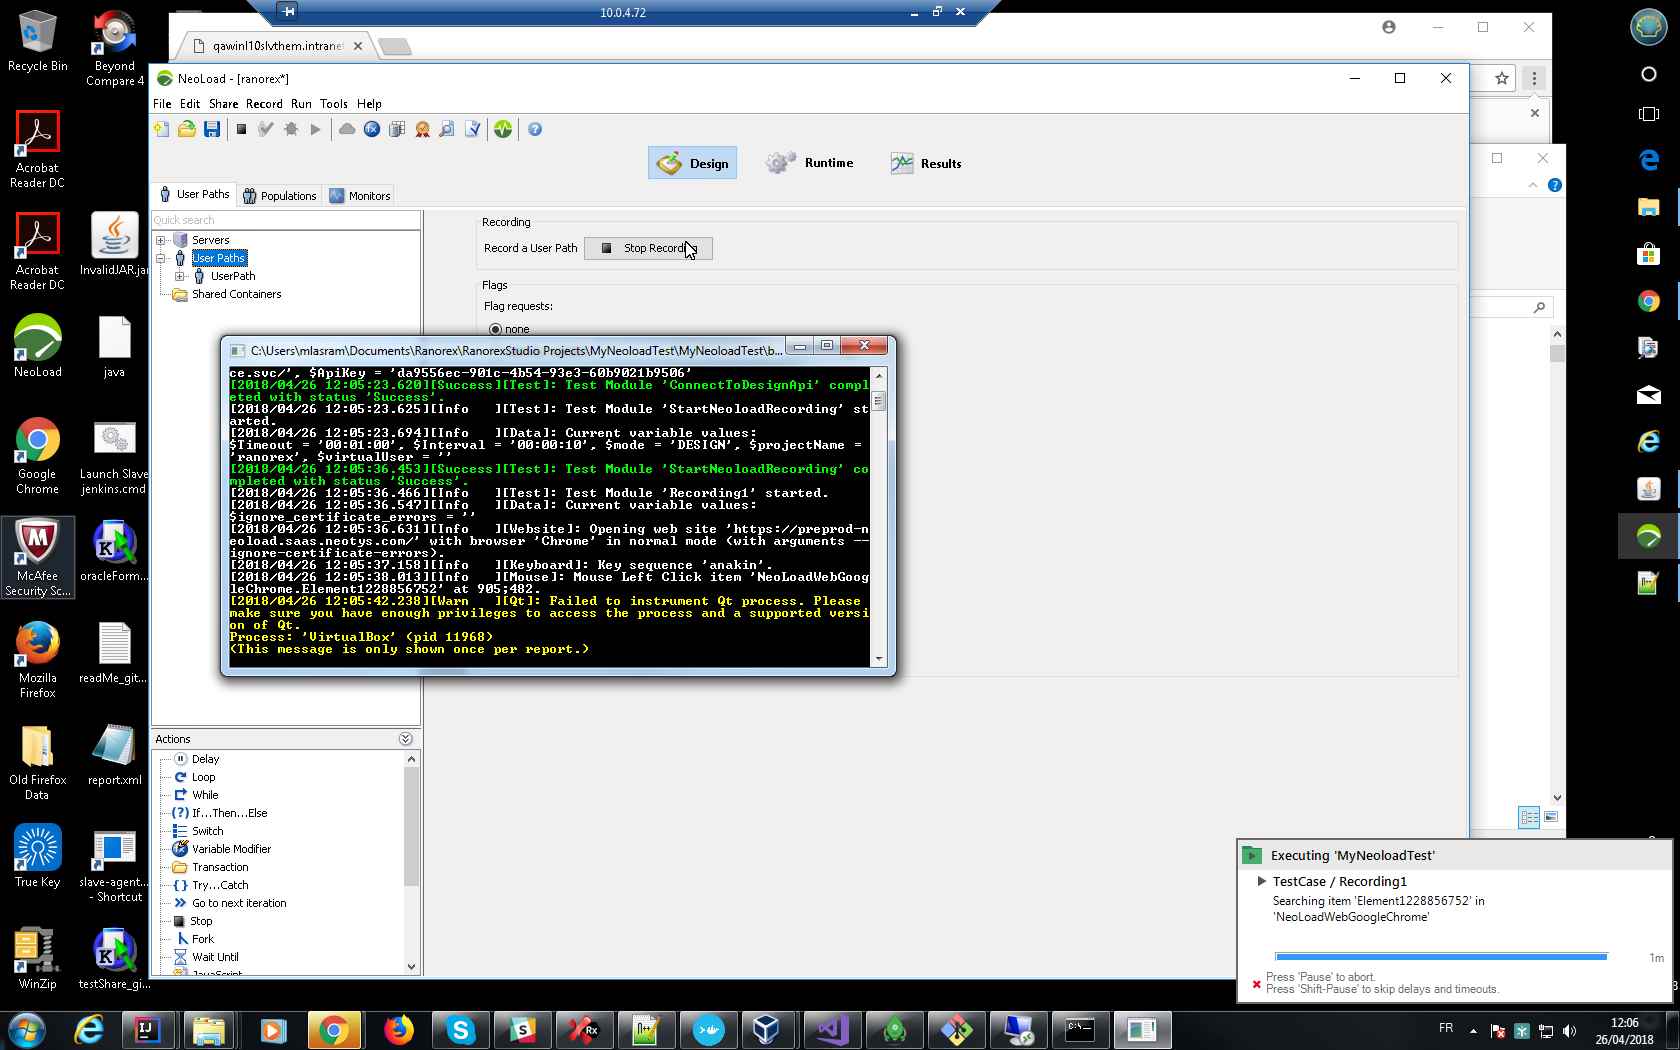 10.0.4.72
qawinl10slvthem.intranet
NeoLoad - [ranorex*]
File Edit Share Record Run Tools Help
Design Runtime Results
User Paths Populations Monitors
Quick search
Servers
User Paths
UserPath
Shared Containers
Recording
Record a User Path Stop Recording
Flags
Flag requests:
none
C:\Users\mlasram\Documents\Ranorex\RanorexStudio Projects\MyNeoloadTest\MyNeoloadTest\b...
ce.svc/', $ApiKey = 'da9556ec-901c-4b54-93e3-60b9021b9506'
[2018/04/26 12:05:23.620][Success][Test]: Test Module 'ConnectToDesignApi' compl
eted with status 'Success'.
[2018/04/26 12:05:23.625][Info   ][Test]: Test Module 'StartNeoloadRecording' st
arted.
[2018/04/26 12:05:23.694][Info   ][Data]: Current variable values:
$Timeout = '00:01:00', $Interval = '00:00:10', $mode = 'DESIGN', $projectName =
'ranorex', $virtualUser = ''
[2018/04/26 12:05:36.453][Success][Test]: Test Module 'StartNeoloadRecording' co
mpleted with status 'Success'.
[2018/04/26 12:05:36.466][Info   ][Test]: Test Module 'Recording1' started.
[2018/04/26 12:05:36.547][Info   ][Data]: Current variable values:
$ignore_certificate_errors = ''
[2018/04/26 12:05:36.631][Info   ][Website]: Opening web site 'https://preprod-n
eoload.saas.neotys.com/' with browser 'Chrome' in normal mode (with arguments --
ignore-certificate-errors).
[2018/04/26 12:05:37.158][Info   ][Keyboard]: Key sequence 'anakin'.
[2018/04/26 12:05:38.013][Info   ][Mouse]: Mouse Left Click item 'NeoLoadWebGoog
leChrome.Element1228856752' at 905;482.
[2018/04/26 12:05:42.238][Warn   ][Qt]: Failed to instrument Qt process. Please
make sure you have enough privileges to access the process and a supported versi
on of Qt.
Process: 'VirtualBox' (pid 11968)
(This message is only shown once per report.)
Actions
Delay
Loop
While
If...Then...Else
Switch
Variable Modifier
Transaction
Try...Catch
Go to next iteration
Stop
Fork
Wait Until
JavaScript
Recycle Bin
Beyond
Compare 4
Acrobat
Reader DC
Acrobat
Reader DC
InvalidJAR.jar
NeoLoad
java
Google
Chrome
Launch Slave
jenkins.cmd
McAfee
Security Sc...
oracleForm...
Mozilla
Firefox
readMe_git...
Old Firefox
Data
report.xml
True Key
slave-agent...
- Shortcut
WinZip
testShare_gi...
Executing 'MyNeoloadTest'
TestCase / Recording1
Searching item 'Element1228856752' in
'NeoLoadWebGoogleChrome'
1m
Press 'Pause' to abort.
Press 'Shift-Pause' to skip delays and timeouts.
FR
12:06
26/04/2018